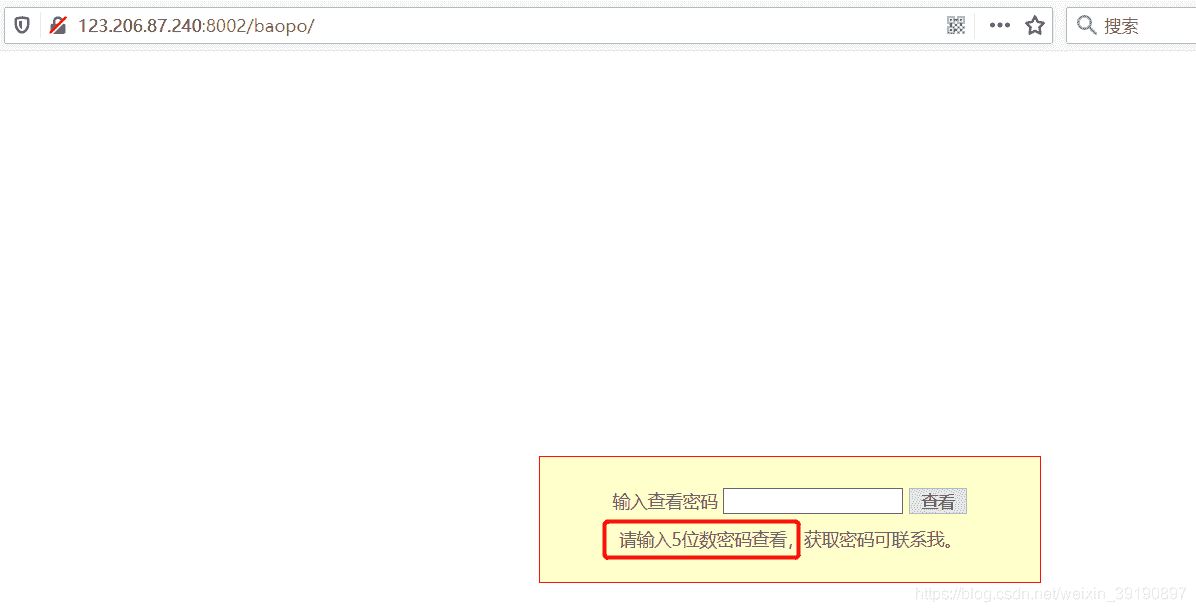 123.206.87.240:8002/baopo/
搜索
输入查看密码 查看
请输入5位数密码查看，获取密码可联系我。
https://blog.csdn.net/weixin_39190897